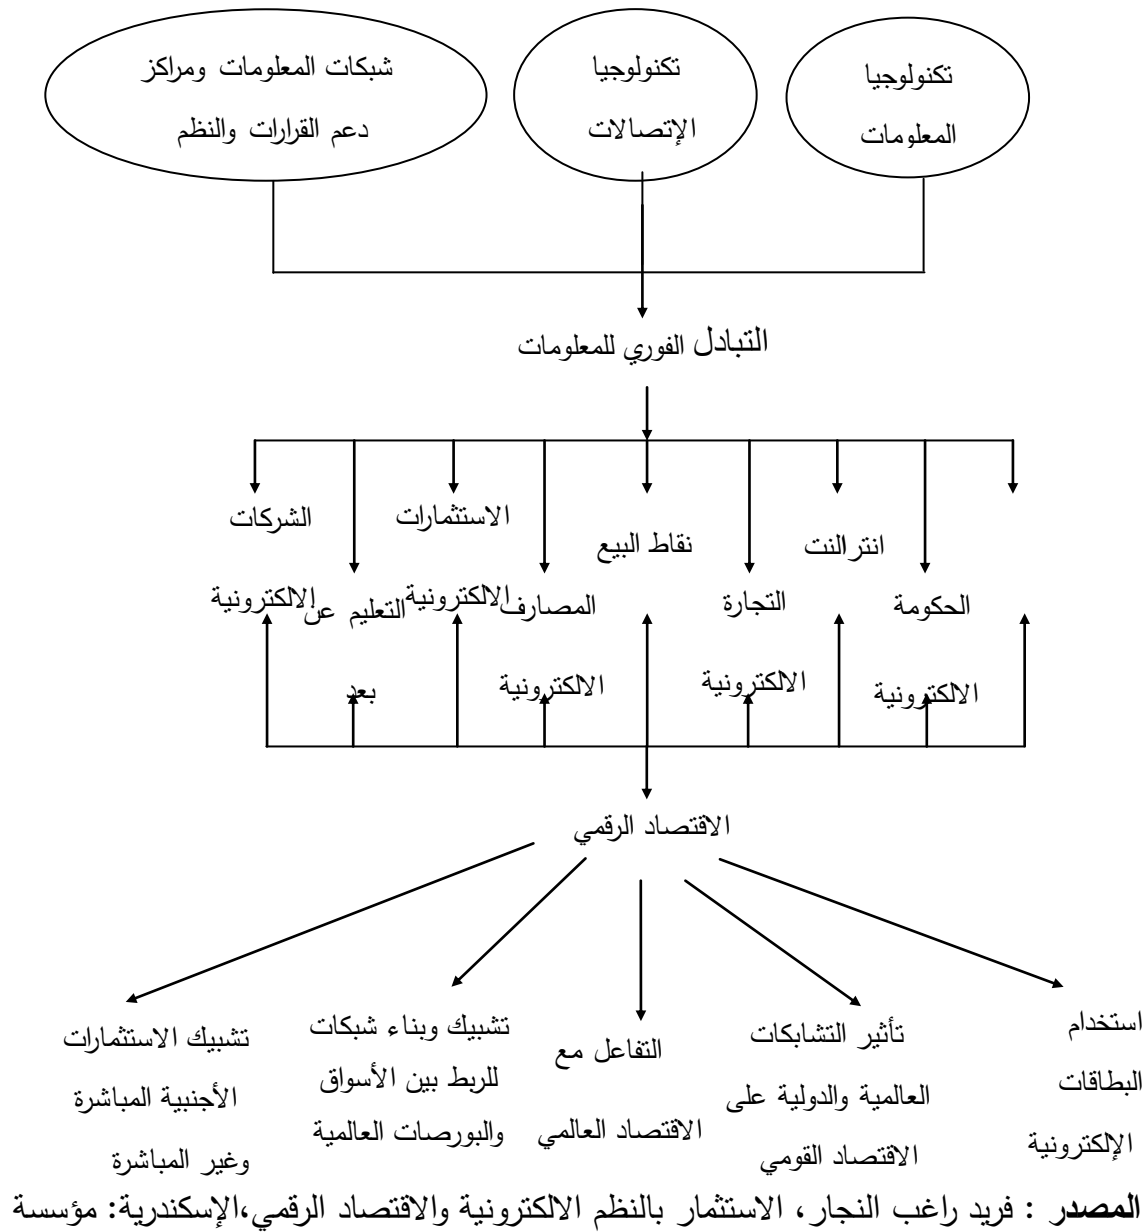 تكنولوجيا
المعلومات
تكنولوجيا
الإتصالات
شبكات المعلومات ومراكز
دعم القرارات والنظم
التبادل الفوري للمعلومات
الحكومة
الالكترونية
انترالنت
التجارة
الالكترونية
نقاط البيع
المصارف
الالكترونية
الاستثمارات
الالكترونية
التعليم عن
بعد
الشركات
الالكترونية
الاقتصاد الرقمي
استخدام
البطاقات
الإلكترونية
تأثير التشابكات
العالمية والدولية على
الاقتصاد القومي
التفاعل مع
الاقتصاد العالمي
تشبيك وبناء شبكات
للربط بين الأسواق
والبورصات العالمية
تشبيك الاستثمارات
الأجنبية المباشرة
وغير المباشرة
المصدر : فريد راغب النجار، الاستثمار بالنظم الالكترونية والاقتصاد الرقمي،الإسكندرية: مؤسسة